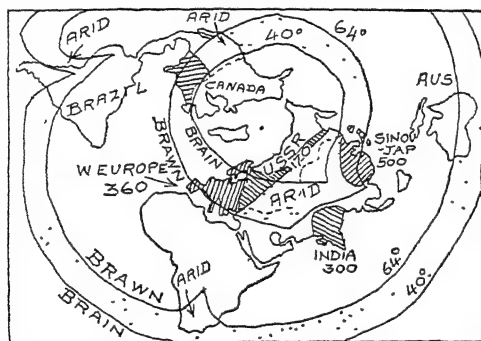 ARID
ARID
40°
64°
CANADA
AUS
BRAZIL
SINO
-JAP
500
BRAWN
BRAIN
USSR
170
W EUROPE
360
ARID
INDIA
300
ARID
BRAWN
BRAIN
64°
40°